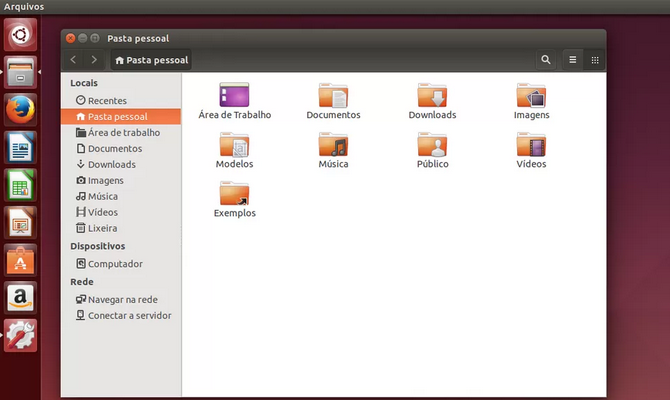 Arquivos
Pasta pessoal
Pasta pessoal
Locais
Recentes
Pasta pessoal
Área de trabalho
Documentos
Downloads
Imagens
Música
Vídeos
Lixeira
Dispositivos
Computador
Rede
Navegar na rede
Conectar a servidor
Área de Trabalho
Documentos
Downloads
Imagens
Modelos
Música
Público
Vídeos
Exemplos